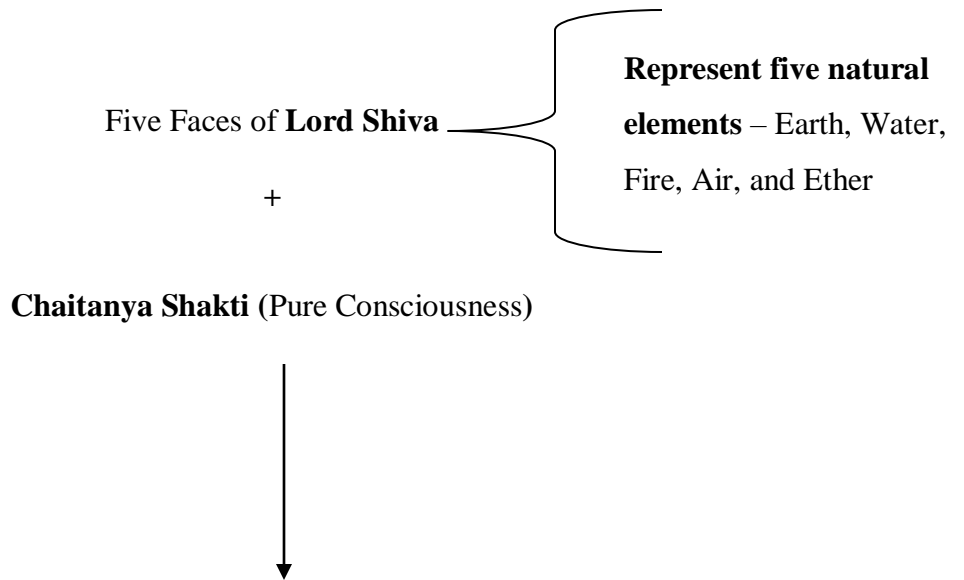 Five Faces of Lord Shiva
Represent five natural
elements – Earth, Water,
Fire, Air, and Ether
+
Chaitanya Shakti (Pure Consciousness)